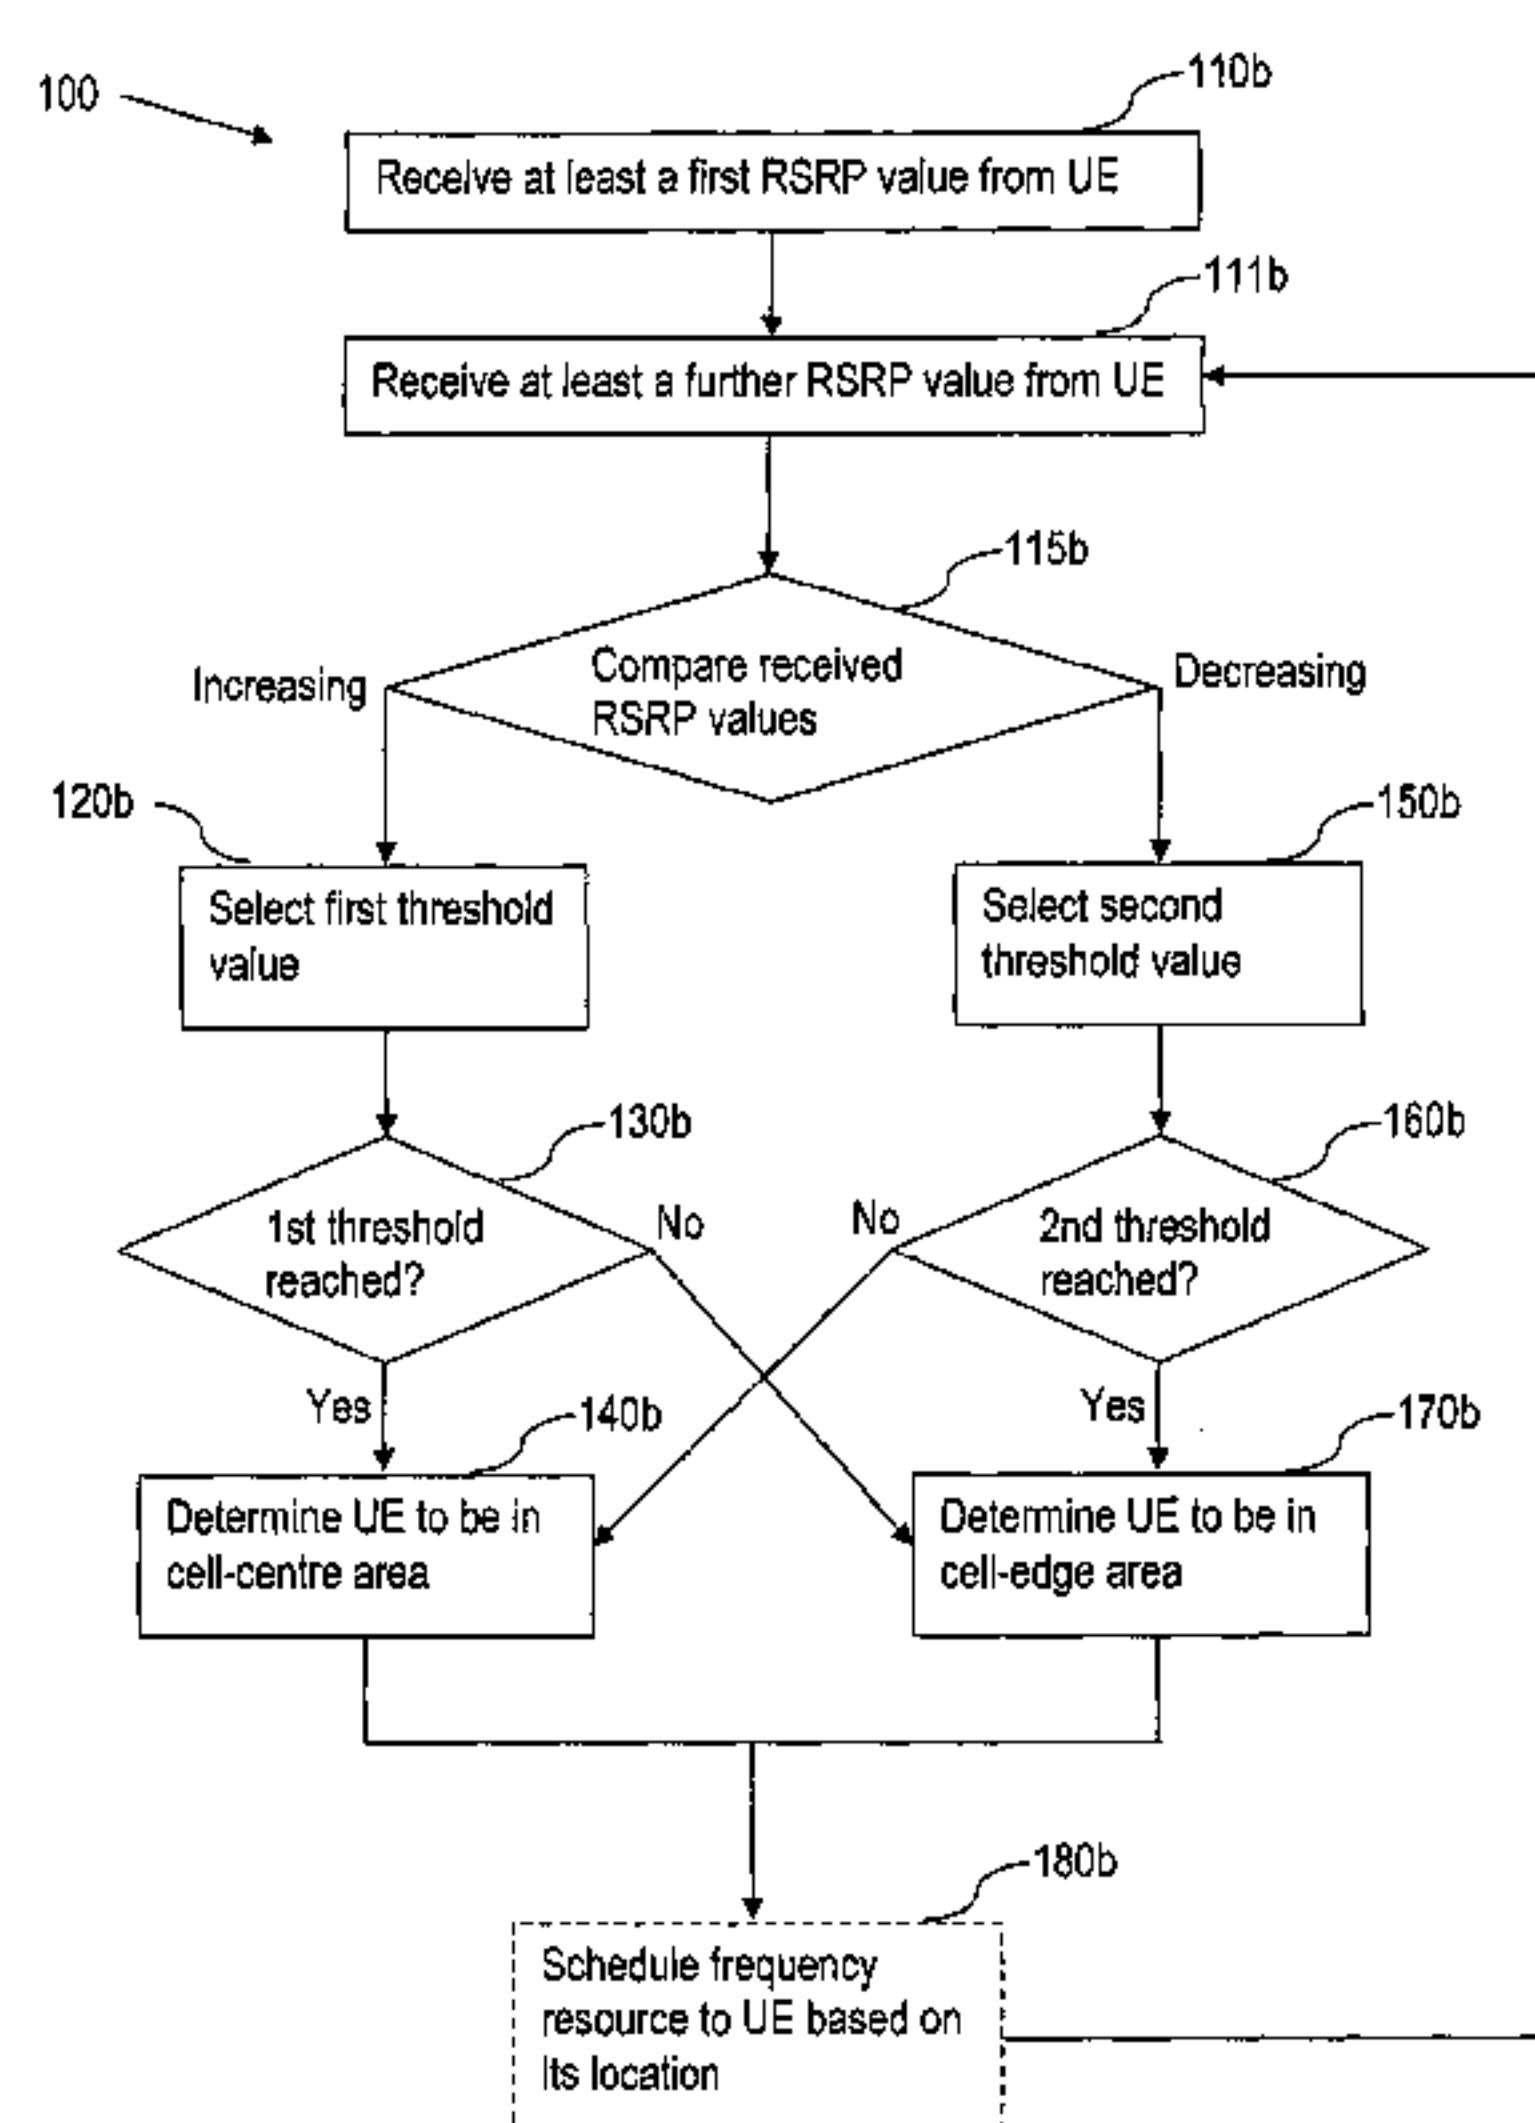 100
110b
Receive at least a first RSRP value from UE
111b
Receive at least a further RSRP value from UE
115b
Compare received
RSRP values
Increasing
Decreasing
120b
150b
Select first threshold
value
Select second
threshold value
130b
160b
1st threshold
reached?
No
No
2nd threshold
reached?
Yes
140b
Yes
170b
Determine UE to be in
cell-centre area
Determine UE to be in
cell-edge area
180b
Schedule frequency
resource to UE based on
Its location